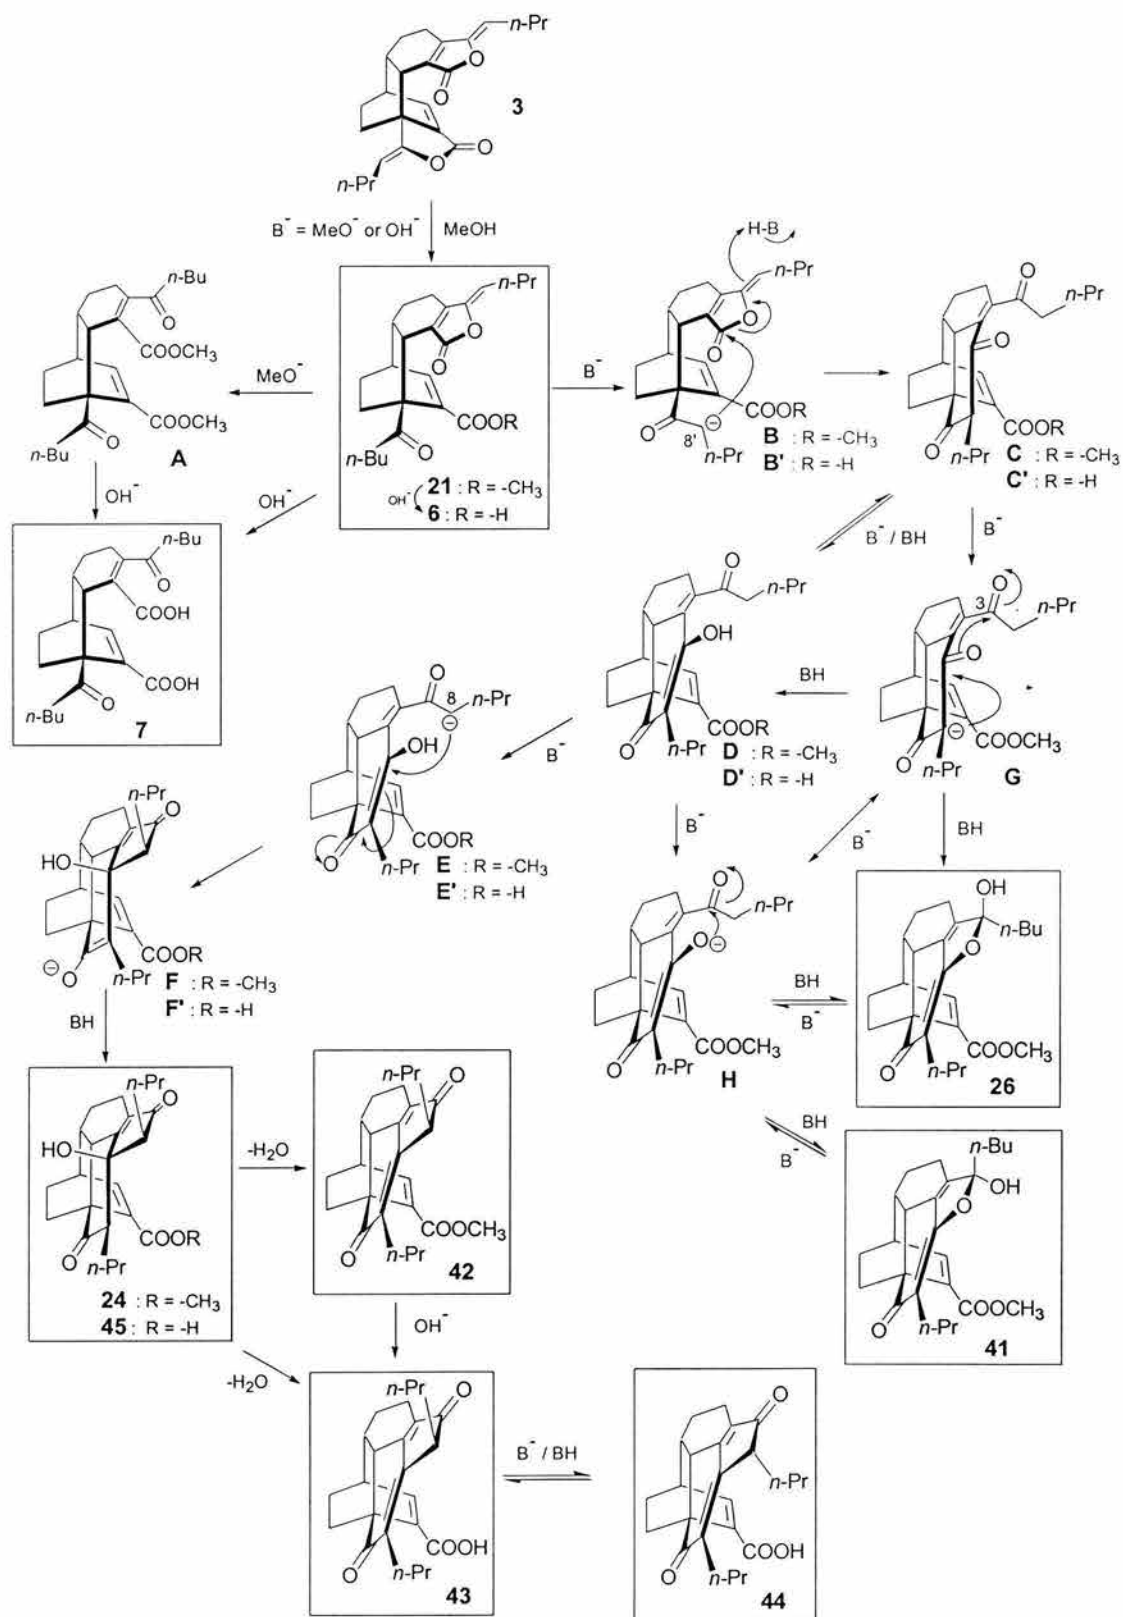 n-Pr
O
O
3
O
O
n-Pr
B⁻ = MeO⁻ or OH⁻
MeOH
n-Bu
O
COOCH₃
COOCH₃
O
n-Bu
A
MeO⁻
n-Pr
O
O
COOR
O
n-Bu
21 : R = -CH₃
OH⁻
6 : R = -H
B⁻
H-B
n-Pr
O
O
COOR
O
⊖
8'
n-Pr
B : R = -CH₃
B' : R = -H
O
n-Pr
O
COOR
O
n-Pr
C : R = -CH₃
C' : R = -H
OH⁻
OH⁻
B⁻ / BH
B⁻
n-Bu
O
COOH
COOH
O
n-Bu
7
O
n-Pr
OH
COOR
O
n-Pr
D : R = -CH₃
D' : R = -H
BH
O
3
n-Pr
O
⊖
COOCH₃
O
n-Pr
G
O
8
n-Pr
⊖
OH
COOR
O
n-Pr
E : R = -CH₃
E' : R = -H
B⁻
B⁻
B⁻
BH
n-Pr
O
HO
COOR
⊖
O
n-Pr
F : R = -CH₃
F' : R = -H
BH
O
n-Pr
O
⊖
COOCH₃
O
n-Pr
H
BH
B⁻
OH
n-Bu
O
COOCH₃
O
n-Pr
26
BH
B⁻
n-Pr
O
HO
COOR
O
n-Pr
24 : R = -CH₃
45 : R = -H
-H₂O
n-Pr
O
COOCH₃
O
n-Pr
42
n-Bu
OH
O
COOCH₃
O
n-Pr
41
OH⁻
-H₂O
n-Pr
O
COOH
O
n-Pr
43
B⁻ / BH
O
n-Pr
COOH
O
n-Pr
44